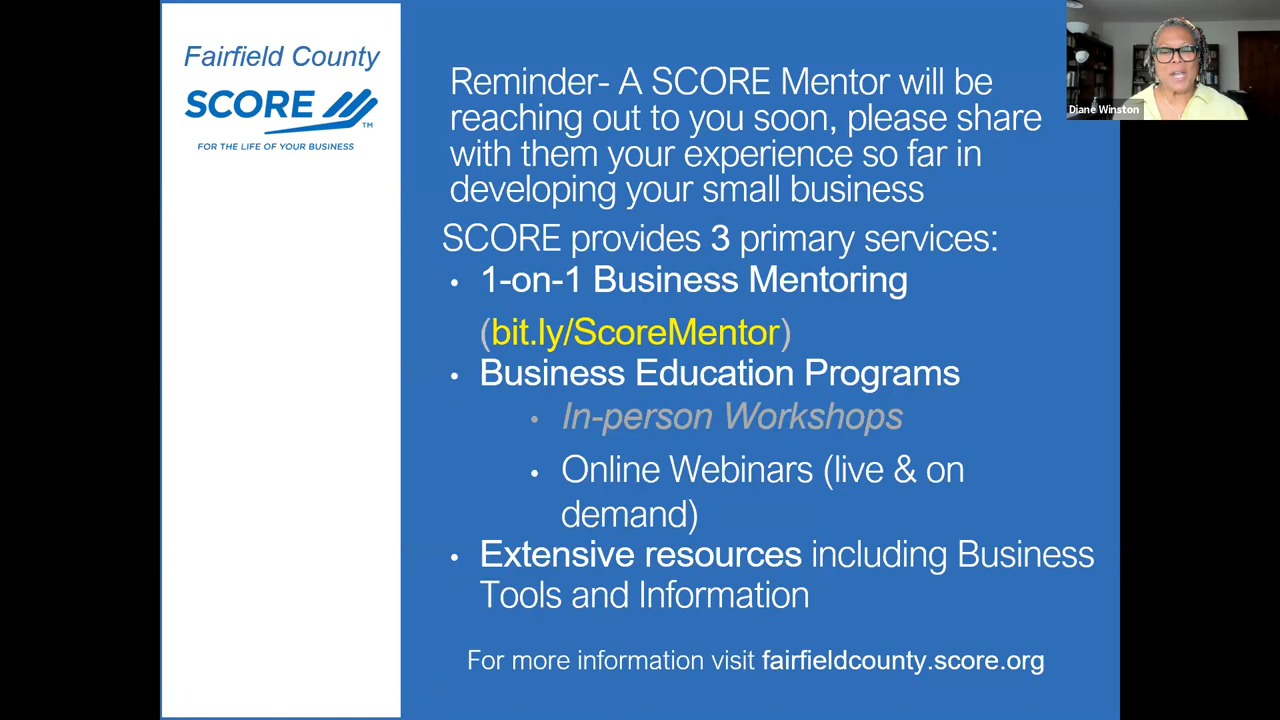 Fairfield County
SCORE
TM
FOR THE LIFE OF YOUR BUSINESS
Reminder- A SCORE Mentor will be
reaching out to you soon, please share
with them your experience so far in
developing your small business
SCORE provides 3 primary services:
• 1-on-1 Business Mentoring
(bit.ly/ScoreMentor)
• Business Education Programs
• In-person Workshops
• Online Webinars (live & on
demand)
• Extensive resources including Business
Tools and Information
For more information visit fairfieldcounty.score.org
Diane Winston